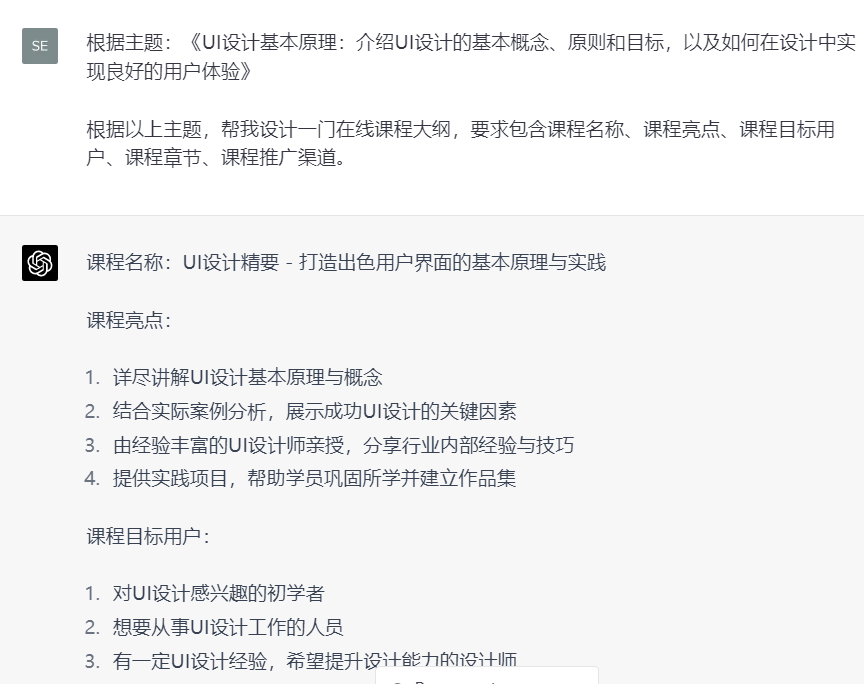 SE
根据主题：《UI设计基本原理：介绍UI设计的基本概念、原则和目标，以及如何在设计中实
现良好的用户体验》
根据以上主题，帮我设计一门在线课程大纲，要求包含课程名称、课程亮点、课程目标用
户、课程章节、课程推广渠道。
课程名称：UI设计精要 - 打造出色用户界面的基本原理与实践
课程亮点：
1. 详尽讲解UI设计基本原理与概念
2. 结合实际案例分析，展示成功UI设计的关键因素
3. 由经验丰富的UI设计师亲授，分享行业内部经验与技巧
4. 提供实践项目，帮助学员巩固所学并建立作品集
课程目标用户：
1. 对UI设计感兴趣的初学者
2. 想要从事UI设计工作的人员
3. 有一定UI设计经验，希望提升设计能力的设计师